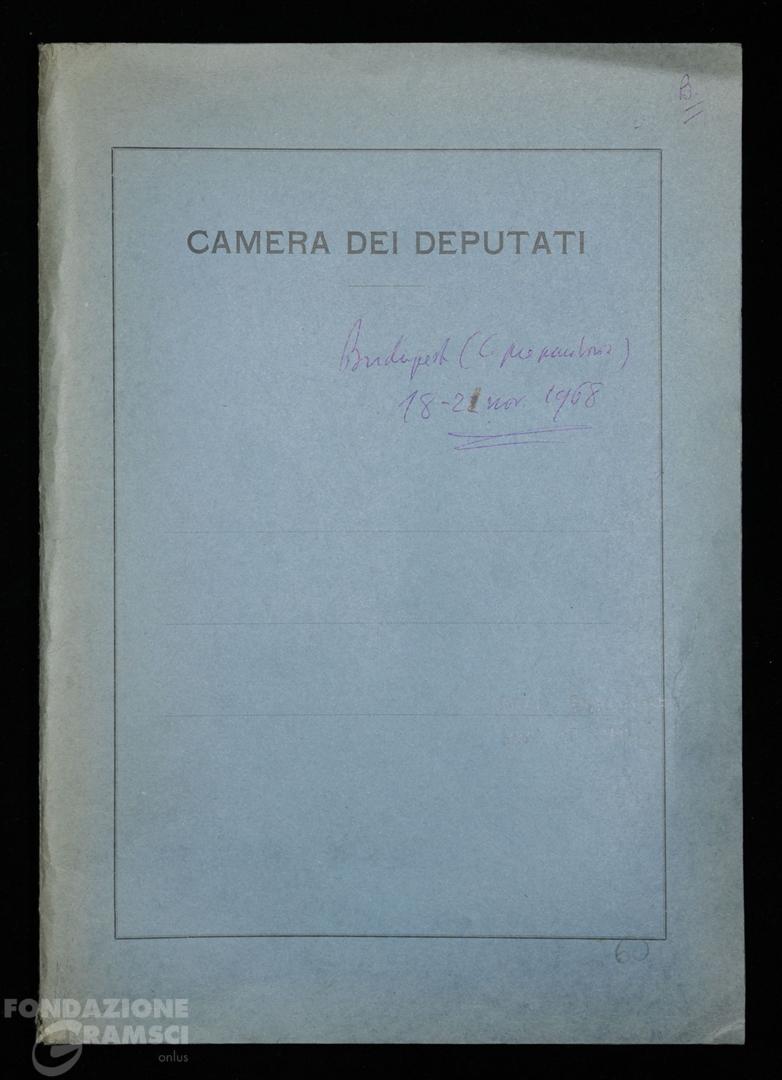 B.
CAMERA DEI DEPUTATI
Budapest (C. preparatoria)
18-21 nov. 1968
60
FONDAZIONE
GRAMSCI
onlus